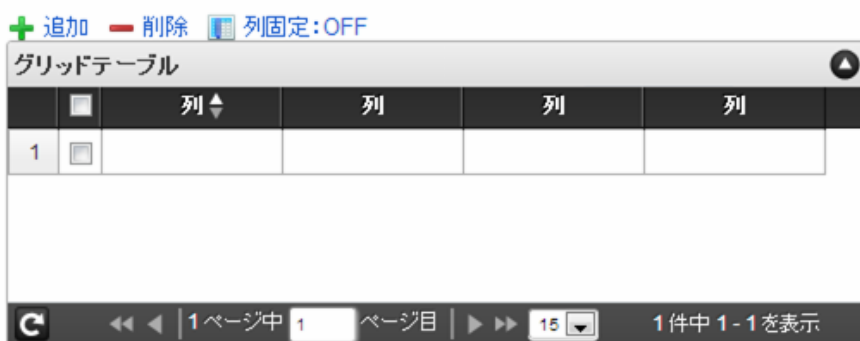 追加 削除 列固定:OFF
グリッドテーブル
列 列 列 列
1
1 ページ中 1 ページ目 15 1 件中 1 - 1 を表示